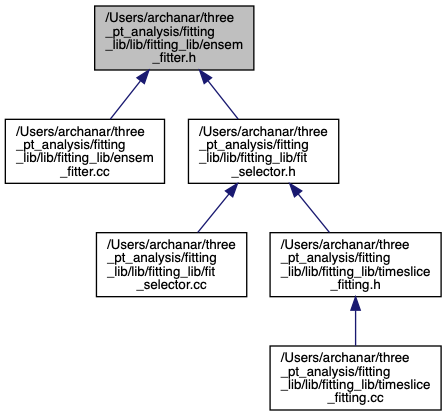 /Users/archanar/three
_pt_analysis/fitting
_lib/lib/fitting_lib/ensem
_fitter.h
/Users/archanar/three
_pt_analysis/fitting
_lib/lib/fitting_lib/ensem
_fitter.cc
/Users/archanar/three
_pt_analysis/fitting
_lib/lib/fitting_lib/fit
_selector.h
/Users/archanar/three
_pt_analysis/fitting
_lib/lib/fitting_lib/fit
_selector.cc
/Users/archanar/three
_pt_analysis/fitting
_lib/lib/fitting_lib/timeslice
_fitting.h
/Users/archanar/three
_pt_analysis/fitting
_lib/lib/fitting_lib/timeslice
_fitting.cc